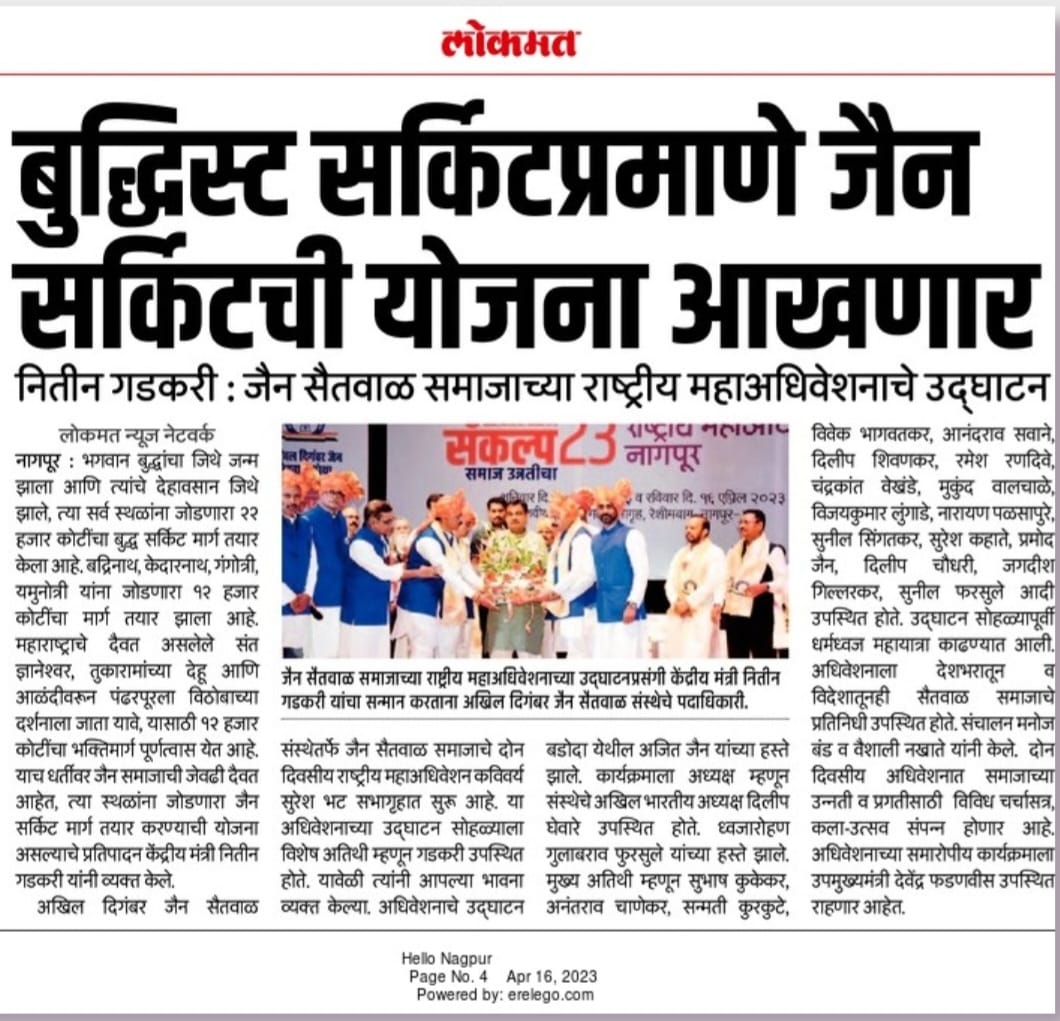 लोकमत
बुद्धिस्ट सर्किटप्रमाणे जैन
सर्किटची योजना आखणार
नितीन गडकरी : जैन सैतवाळ समाजाच्या राष्ट्रीय महाअधिवेशनाचे उद्‌घाटन
लोकमत न्यूज नेटवर्क
नागपूर : भगवान बुद्धांचा जिथे जन्म
झाला आणि त्यांचे देहावसान जिथे
झाले, त्या सर्व स्थळांना जोडणारा २२
हजार कोटींचा बुद्ध सर्किट मार्ग तयार
केला आहे. बद्रिनाथ, केदारनाथ, गंगोत्री,
यमुनोत्री यांना जोडणारा १२ हजार
कोटींचा मार्ग तयार झाला आहे.
महाराष्ट्राचे दैवत असलेले संत
ज्ञानेश्वर, तुकारामांच्या देहू आणि
आळंदीवरून पंढरपूरला विठोबाच्या
दर्शनाला जाता यावे, यासाठी १२ हजार
कोटींचा भक्तिमार्ग पूर्णत्वास येत आहे.
याच धर्तीवर जैन समाजाची जेवढी दैवत
आहेत, त्या स्थळांना जोडणारा जैन
सर्किट मार्ग तयार करण्याची योजना
असल्याचे प्रतिपादन केंद्रीय मंत्री नितीन
गडकरी यांनी व्यक्त केले.
अखिल दिगंबर जैन सैतवाळ
संकल्प 23
समाज उन्नतीचा
राष्ट्रीय
नागपूर
व रविवार दि. १६ एप्रिल २०२३
रेशीमबाग, नागपूर
जैन सैतवाळ समाजाच्या राष्ट्रीय महाअधिवेशनाच्या उद्‌घाटनप्रसंगी केंद्रीय मंत्री नितीन
गडकरी यांचा सन्मान करताना अखिल दिगंबर जैन सैतवाळ संस्थेचे पदाधिकारी.
संस्थेतर्फे जैन सैतवाळ समाजाचे दोन
दिवसीय राष्ट्रीय महाअधिवेशन कविवर्य
सुरेश भट सभागृहात सुरू आहे. या
अधिवेशनाच्या उद्‌घाटन सोहळ्याला
विशेष अतिथी म्हणून गडकरी उपस्थित
होते. यावेळी त्यांनी आपल्या भावना
व्यक्त केल्या. अधिवेशनाचे उद्‌घाटन
बडोदा येथील अजित जैन यांच्या हस्ते
झाले. कार्यक्रमाला अध्यक्ष म्हणून
संस्थेचे अखिल भारतीय अध्यक्ष दिलीप
घेवारे उपस्थित होते. ध्वजारोहण
गुलाबराव फुरसुले यांच्या हस्ते झाले.
मुख्य अतिथी म्हणून सुभाष कुकेकर,
अनंतराव चाणेकर, सन्मती कुरकुटे,
विवेक भागवतकर, आनंदराव सवाने,
दिलीप शिवणकर, रमेश रणदिवे,
चंद्रकांत वेखंडे, मुकुंद वालचाळे,
विजयकुमार लुंगाडे, नारायण पळसापुरे,
सुनील सिंगतकर, सुरेश कहाते, प्रमोद
जैन, दिलीप चौधरी, जगदीश
गिल्लरकर, सुनील फरसुले आदी
उपस्थित होते. उद्‌घाटन सोहळ्यापूर्वी
धर्मध्वज महायात्रा काढण्यात आली.
अधिवेशनाला देशभरातून व
विदेशातूनही सैतवाळ समाजाचे
प्रतिनिधी उपस्थित होते. संचालन मनोज
बंड व वैशाली नखाते यांनी केले. दोन
दिवसीय अधिवेशनात समाजाच्या
उन्नती व प्रगतीसाठी विविध चर्चासत्र,
कला-उत्सव संपन्न होणार आहे.
अधिवेशनाच्या समारोपीय कार्यक्रमाला
उपमुख्यमंत्री देवेंद्र फडणवीस उपस्थित
राहणार आहेत.
Hello Nagpur
Page No. 4 Apr 16, 2023
Powered by: erelego.com